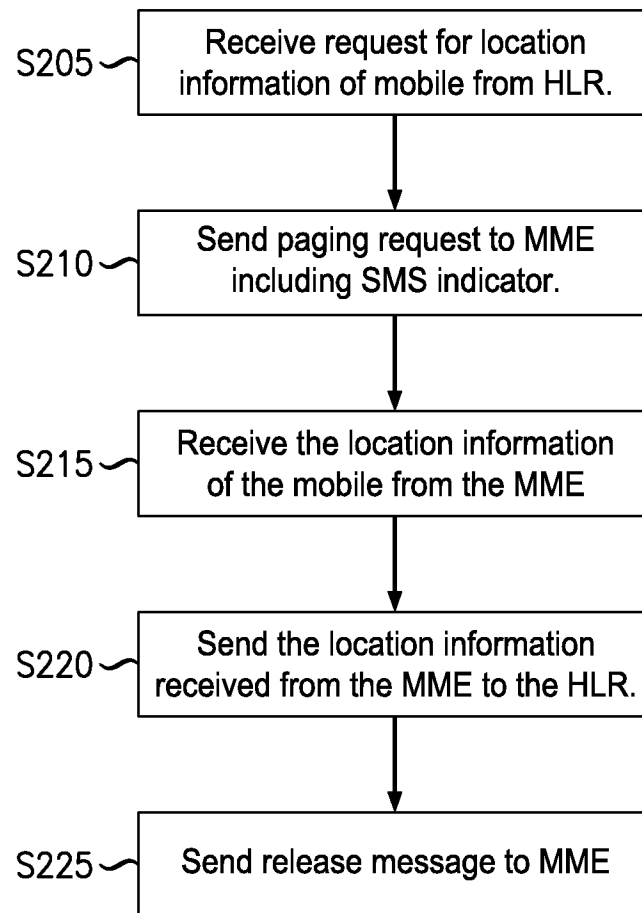 S205
Receive request for location
information of mobile from HLR.
S210
Send paging request to MME
including SMS indicator.
S215
Receive the location information
of the mobile from the MME
S220
Send the location information
received from the MME to the HLR.
S225
Send release message to MME